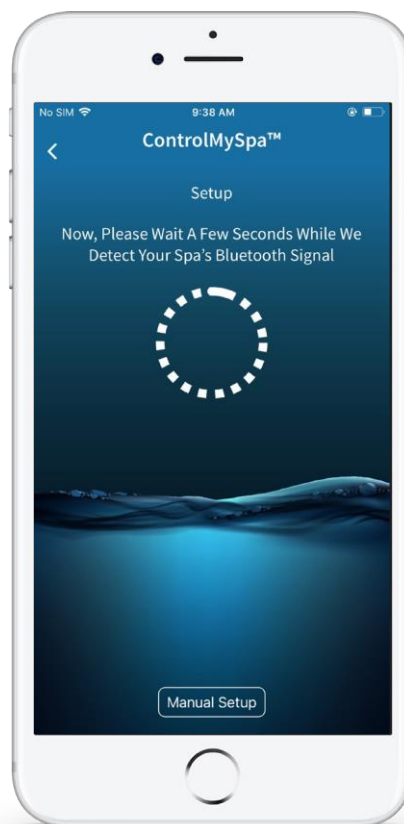 No SIM 9:38 AM
ControlMySpa™
Setup
Now, Please Wait A Few Seconds While We
Detect Your Spa's Bluetooth Signal
Manual Setup